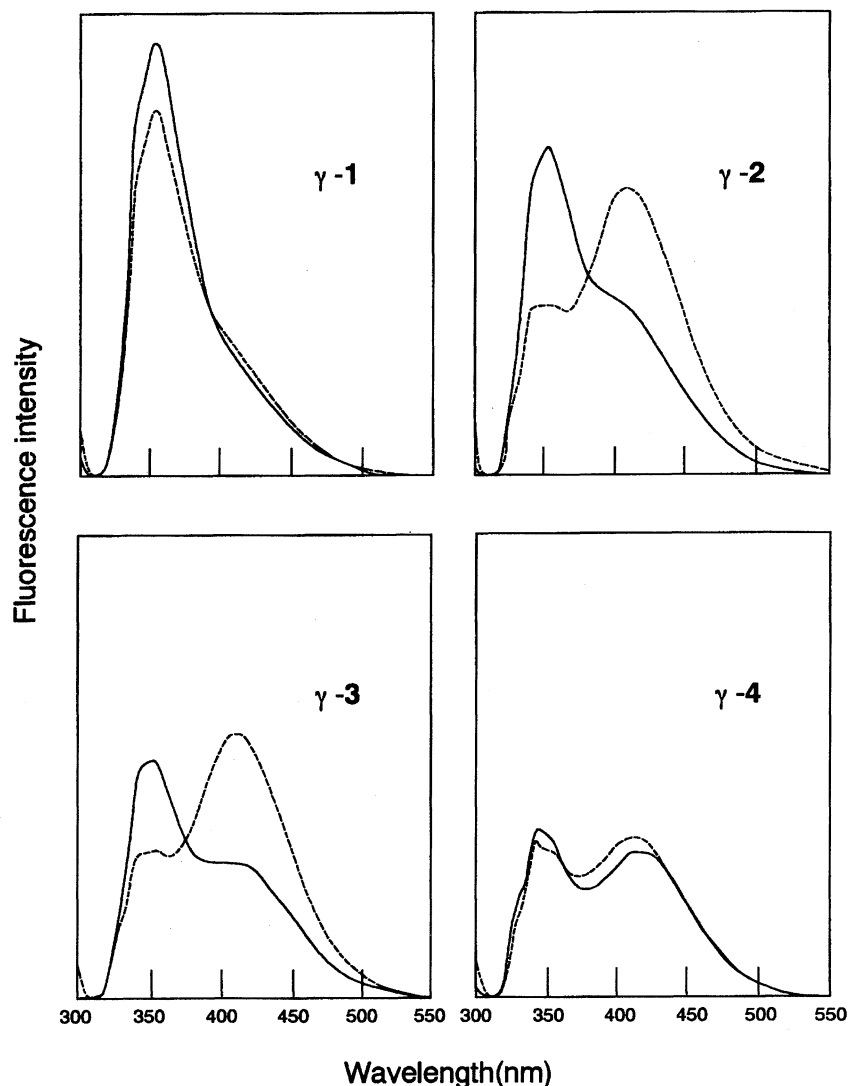 Fluorescence intensity
γ -1
γ -2
γ -3
γ -4
300 350 400 450 500 550
300 350 400 450 500 550
Wavelength(nm)